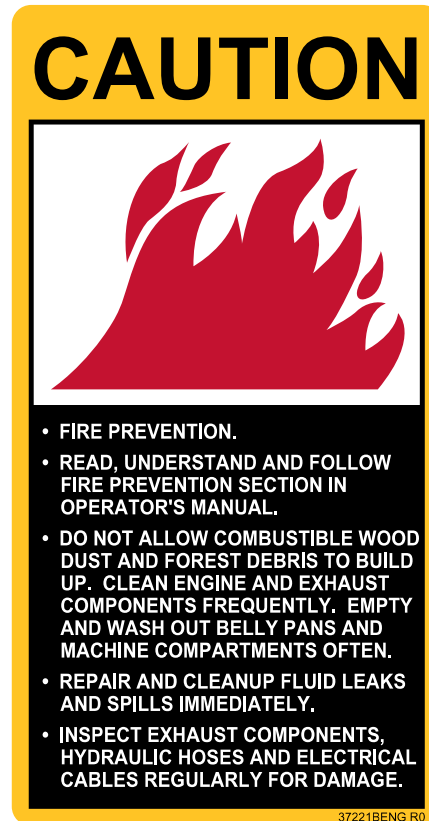 CAUTION
• FIRE PREVENTION.
• READ, UNDERSTAND AND FOLLOW
FIRE PREVENTION SECTION IN
OPERATOR'S MANUAL.
• DO NOT ALLOW COMBUSTIBLE WOOD
DUST AND FOREST DEBRIS TO BUILD
UP. CLEAN ENGINE AND EXHAUST
COMPONENTS FREQUENTLY. EMPTY
AND WASH OUT BELLY PANS AND
MACHINE COMPARTMENTS OFTEN.
• REPAIR AND CLEANUP FLUID LEAKS
AND SPILLS IMMEDIATELY.
• INSPECT EXHAUST COMPONENTS,
HYDRAULIC HOSES AND ELECTRICAL
CABLES REGULARLY FOR DAMAGE.
37221BENG R0